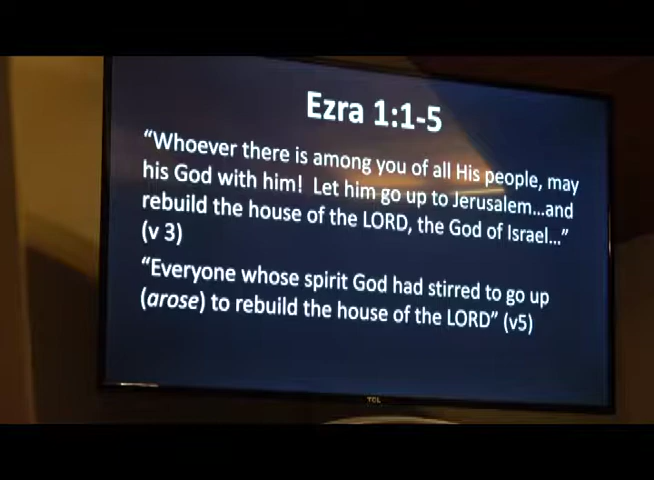 Ezra 1:1-5
“Whoever there is among you of all His people, may
his God with him!  Let him go up to Jerusalem...and
rebuild the house of the LORD, the God of Israel...”
(v 3)
“Everyone whose spirit God had stirred to go up
(arose) to rebuild the house of the LORD” (v5)
TCL